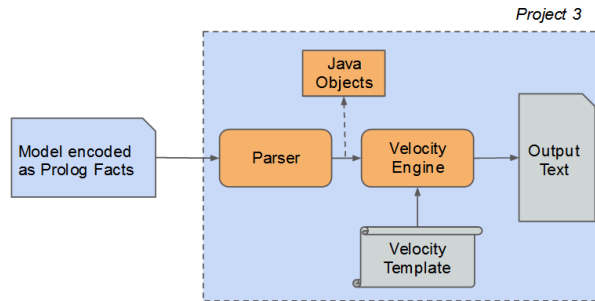 Project 3
Java
Objects
Model encoded
as Prolog Facts
Parser
Velocity
Engine
Output
Text
Velocity
Template